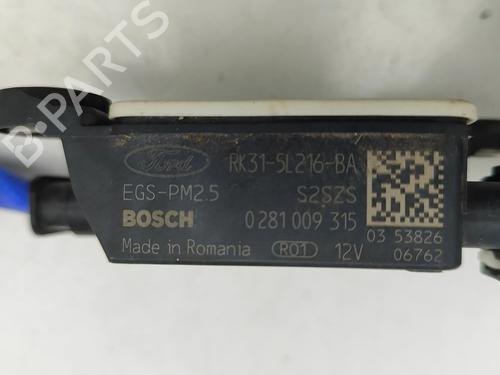 B-PARTS
Ford RK31-5L216-BA
EGS-PM2.5 S2SZS
BOSCH 0 281 009 315
Made in Romania R01 12V
03 53826
06762